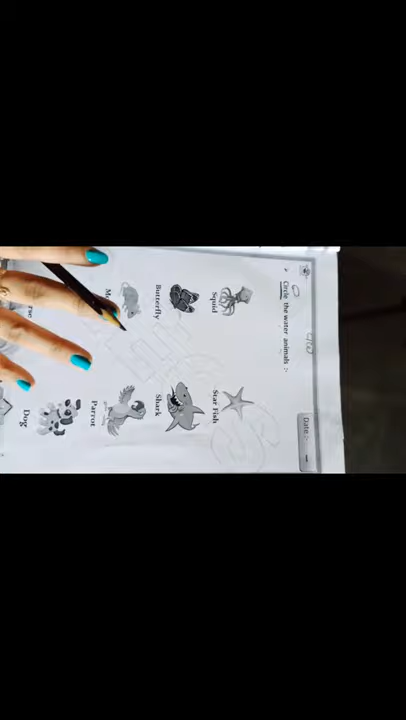 Date :-
Circle the water animals :-
Squid
Star Fish
Butterfly
Shark
Parrot
Dog